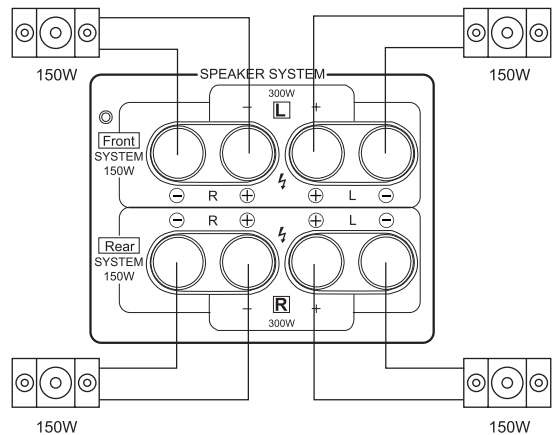 150W
150W
SPEAKER SYSTEM
300W
− L +
Front
SYSTEM
150W
− R + + L −
− R + + L −
Rear
SYSTEM
150W
− R +
300W
150W
150W